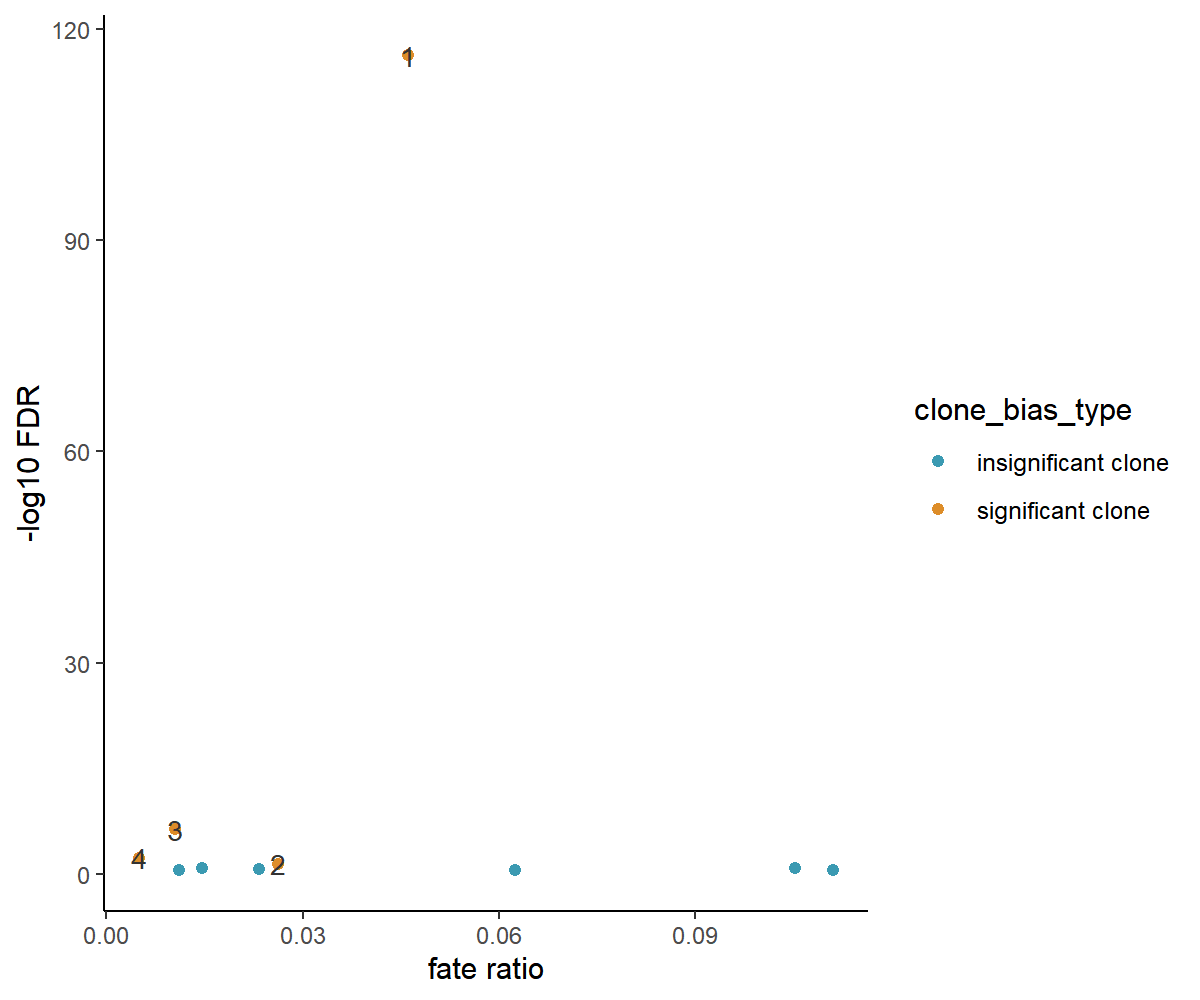 120
90
60
30
0
-log10 FDR
1
3
4
2
0.00
0.03
0.06
0.09
fate ratio
clone_bias_type
insignificant clone
significant clone